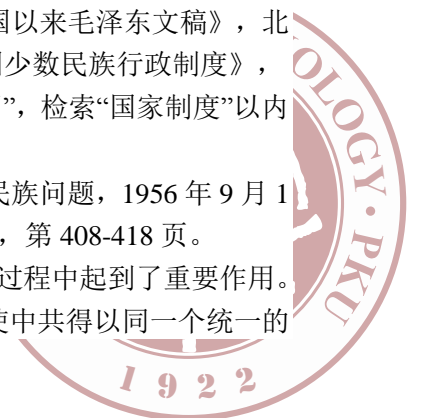 国以来毛泽东文稿》，北
少数民族行政制度》，
”，检索“国家制度”以内
民族问题，1956 年 9 月 1
，第 408-418 页。
过程中起到了重要作用。
使中共得以同一个统一的
OLOGY · PKU
1922